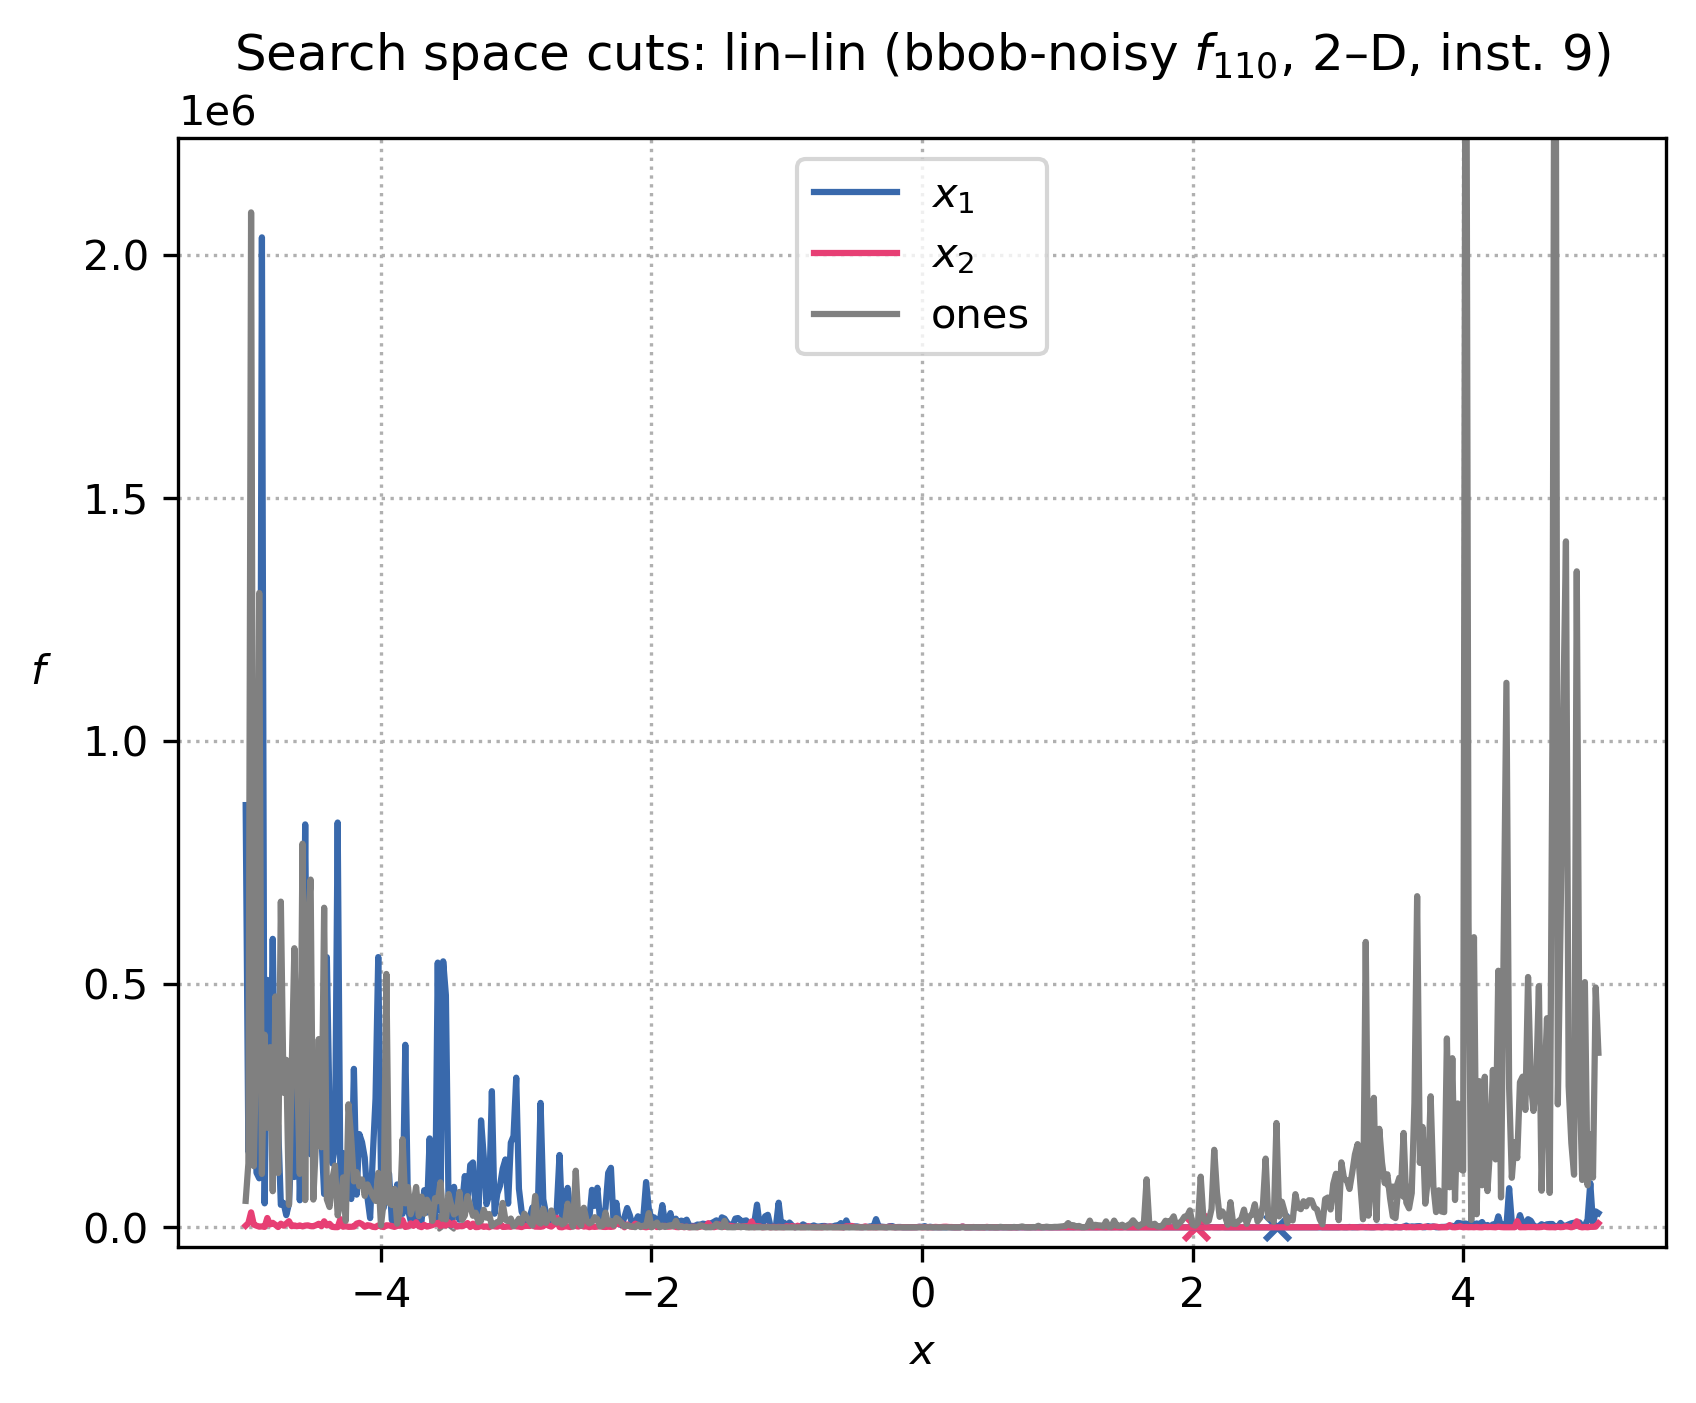 Search space cuts: lin–lin (bbob-noisy f₁₁₀, 2–D, inst. 9)
1e6
x₁
x₂
ones
2.0
1.5
1.0
0.5
0.0
f
−4 −2 0 2 4
x